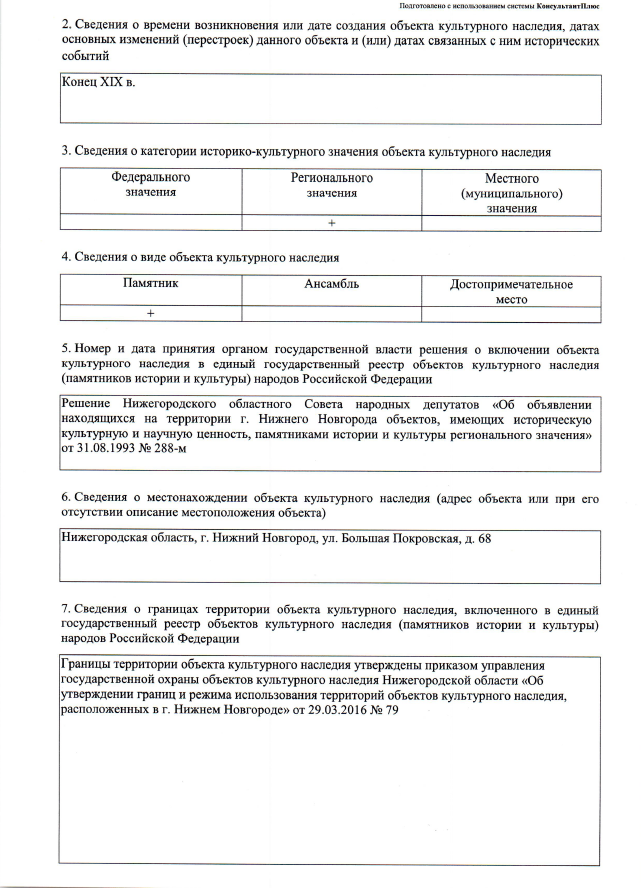 Подготовлено с использованием системы КонсультантПлюс
2. Сведения о времени возникновения или дате создания объекта культурного наследия, датах
основных изменений (перестроек) данного объекта и (или) датах связанных с ним исторических
событий
Конец XIX в.
3. Сведения о категории историко-культурного значения объекта культурного наследия
Федерального значения
Регионального значения
Местного (муниципального) значения
+
4. Сведения о виде объекта культурного наследия
Памятник
Ансамбль
Достопримечательное место
+
5. Номер и дата принятия органом государственной власти решения о включении объекта
культурного наследия в единый государственный реестр объектов культурного наследия
(памятников истории и культуры) народов Российской Федерации
Решение Нижегородского областного Совета народных депутатов «Об объявлении
находящихся на территории г. Нижнего Новгорода объектов, имеющих историческую
культурную и научную ценность, памятниками истории и культуры регионального значения»
от 31.08.1993 № 288-м
6. Сведения о местонахождении объекта культурного наследия (адрес объекта или при его
отсутствии описание местоположения объекта)
Нижегородская область, г. Нижний Новгород, ул. Большая Покровская, д. 68
7. Сведения о границах территории объекта культурного наследия, включенного в единый
государственный реестр объектов культурного наследия (памятников истории и культуры)
народов Российской Федерации
Границы территории объекта культурного наследия утверждены приказом управления
государственной охраны объектов культурного наследия Нижегородской области «Об
утверждении границ и режима использования территорий объектов культурного наследия,
расположенных в г. Нижнем Новгороде» от 29.03.2016 № 79